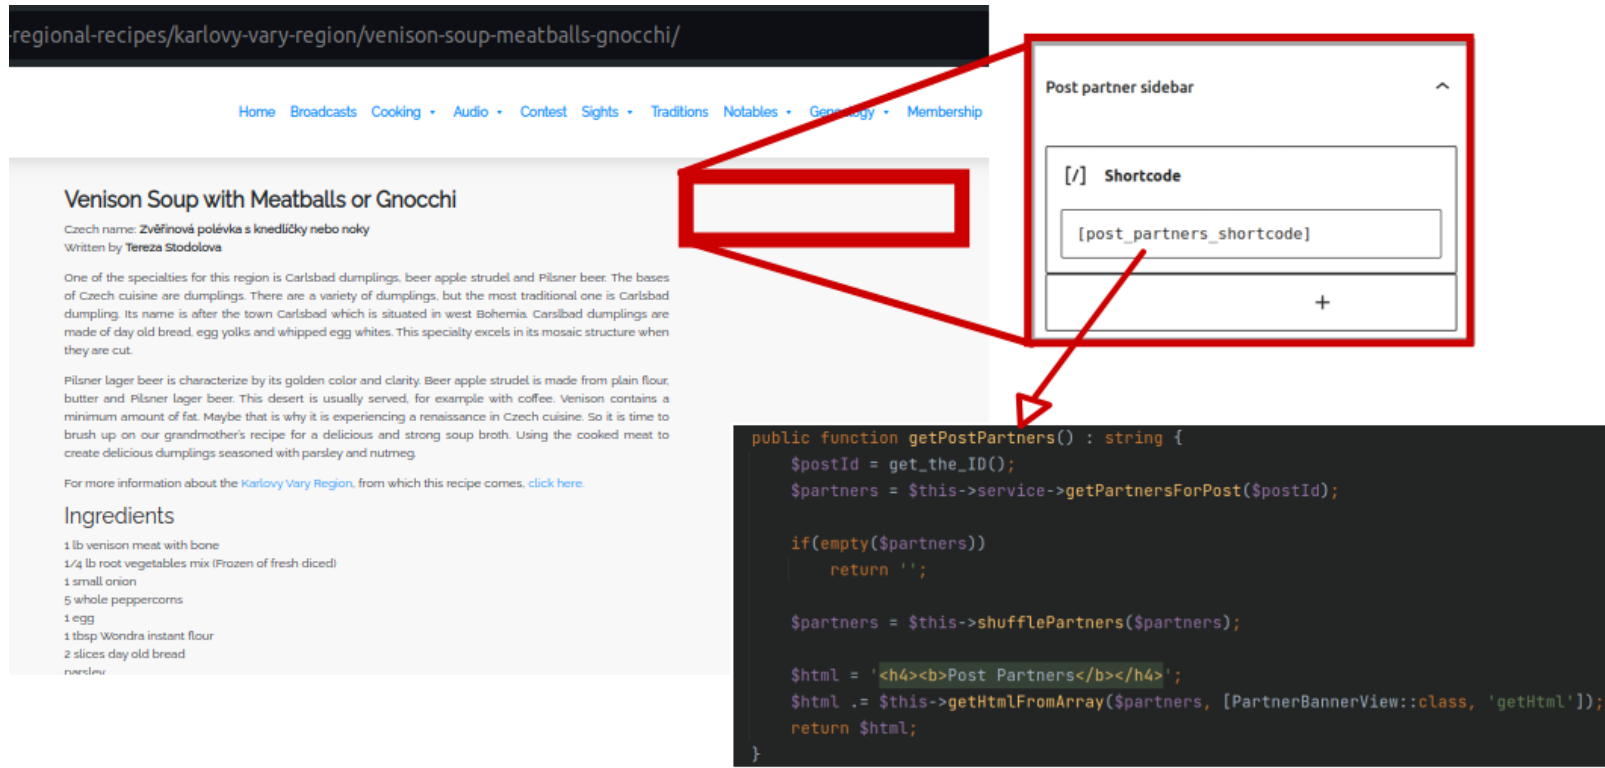 -regional-recipes/karlovy-vary-region/venison-soup-meatballs-gnocchi/
Home Broadcasts Cooking Audio Contest Sights Traditions Notables Genealogy Membership
Venison Soup with Meatballs or Gnocchi
Czech name: Zvěřinová polévka s knedlíčky nebo noky
Written by Tereza Stodolova
One of the specialties for this region is Carlsbad dumplings, beer apple strudel and Pilsner beer. The bases
of Czech cuisine are dumplings. There are a variety of dumplings, but the most traditional one is Carlsbad
dumpling. Its name is after the town Carlsbad which is situated in west Bohemia. Carslbad dumplings are
made of day old bread, egg yolks and whipped egg whites. This specialty excels in its mosaic structure when
they are cut.
Pilsner lager beer is characterize by its golden color and clarity. Beer apple strudel is made from plain flour,
butter and Pilsner lager beer. This desert is usually served, for example with coffee. Venison contains a
minimum amount of fat. Maybe that is why it is experiencing a renaissance in Czech cuisine. So it is time to
brush up on our grandmother's recipe for a delicious and strong soup broth. Using the cooked meat to
create delicious dumplings seasoned with parsley and nutmeg.
For more information about the Karlovy Vary Region, from which this recipe comes, click here.
Ingredients
1 lb venison meat with bone
1/4 lb root vegetables mix (Frozen of fresh diced)
1 small onion
5 whole peppercorns
1 egg
1 tbsp Wondra instant flour
2 slices day old bread
parsley
Post partner sidebar
[/] Shortcode
[post_partners_shortcode]
+
public function getPostPartners() : string {
$postId = get_the_ID();
$partners = $this->service->getPartnersForPost($postId);
if(empty($partners))
return '';
$partners = $this->shufflePartners($partners);
$html = '<h4><b>Post Partners</b></h4>';
$html .= $this->getHtmlFromArray($partners, [PartnerBannerView::class, 'getHtml']);
return $html;
}